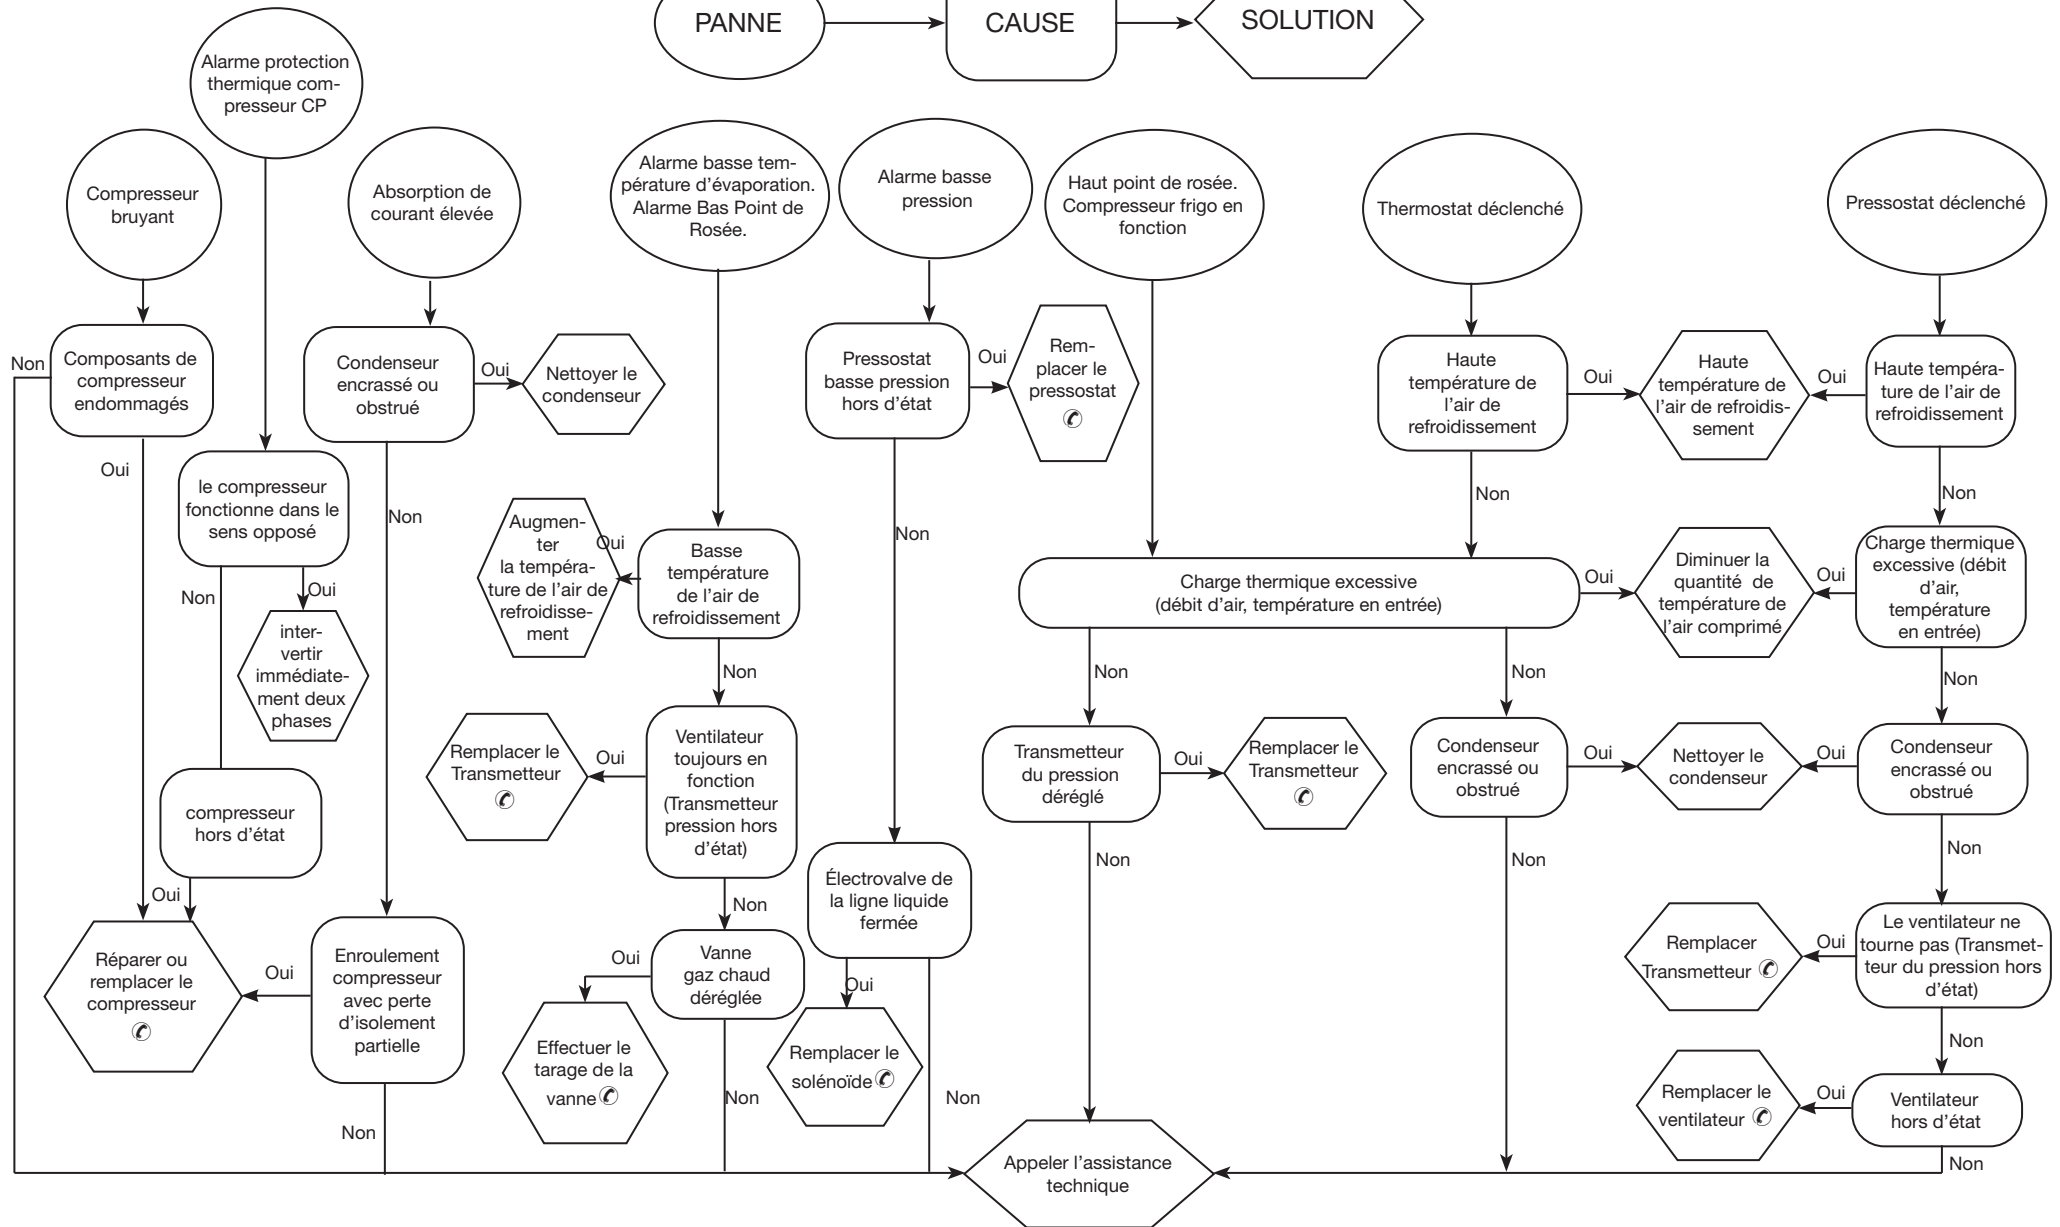 PANNE
CAUSE
SOLUTION
Alarme protection
thermique com-
presseur CP
Compresseur
bruyant
Absorption de
courant élevée
Alarme basse tem-
pérature d'évaporation.
Alarme Bas Point de
Rosée.
Alarme basse
pression
Haut point de rosée.
Compresseur frigo en
fonction
Thermostat déclenché
Pressostat déclenché
Non
Composants de
compresseur
endommagés
Oui
Condenseur
encrassé ou
obstrué
Oui
Nettoyer le
condenseur
Non
Pressostat
basse pression
hors d'état
Oui
Rem-
placer le
pressostat
✆
Non
Haute
température de
l'air de
refroidissement
Oui
Haute
température de
l'air de refroidis-
sement
Oui
Haute tempéra-
ture de l'air de
refroidissement
Non
Non
le compresseur
fonctionne dans le
sens opposé
Non
Oui
inter-
vertir
immédiate-
ment deux
phases
Augmen-
ter
la tempéra-
ture de l'air de
refroidisse-
ment
Oui
Basse
température
de l'air de
refroidissement
Non
Charge thermique excessive
(débit d'air, température en entrée)
Oui
Diminuer la
quantité de
température de
l'air comprimé
Oui
Charge thermique
excessive (débit
d'air,
température
en entrée)
Non
Non
Non
Remplacer le
Transmetteur
✆
Oui
Ventilateur
toujours en
fonction
(Transmetteur
pression hors
d'état)
Non
Transmetteur
du pression
déréglé
Oui
Remplacer le
Transmetteur
✆
Non
Condenseur
encrassé ou
obstrué
Oui
Nettoyer le
condenseur
Oui
Condenseur
encrassé ou
obstrué
Non
Non
compresseur
hors d'état
Oui
Réparer ou
remplacer le
compresseur
✆
Oui
Enroulement
compresseur
avec perte
d'isolement
partielle
Non
Oui
Vanne
gaz chaud
déréglée
Effectuer le
tarage de la
vanne ✆
Non
Électrovalve de
la ligne liquide
fermée
Oui
Remplacer le
solénoïde ✆
Non
Remplacer
Transmetteur ✆
Oui
Le ventilateur ne
tourne pas (Transmet-
teur du pression hors
d'état)
Non
Remplacer le
ventilateur ✆
Oui
Ventilateur
hors d'état
Non
Appeler l'assistance
technique